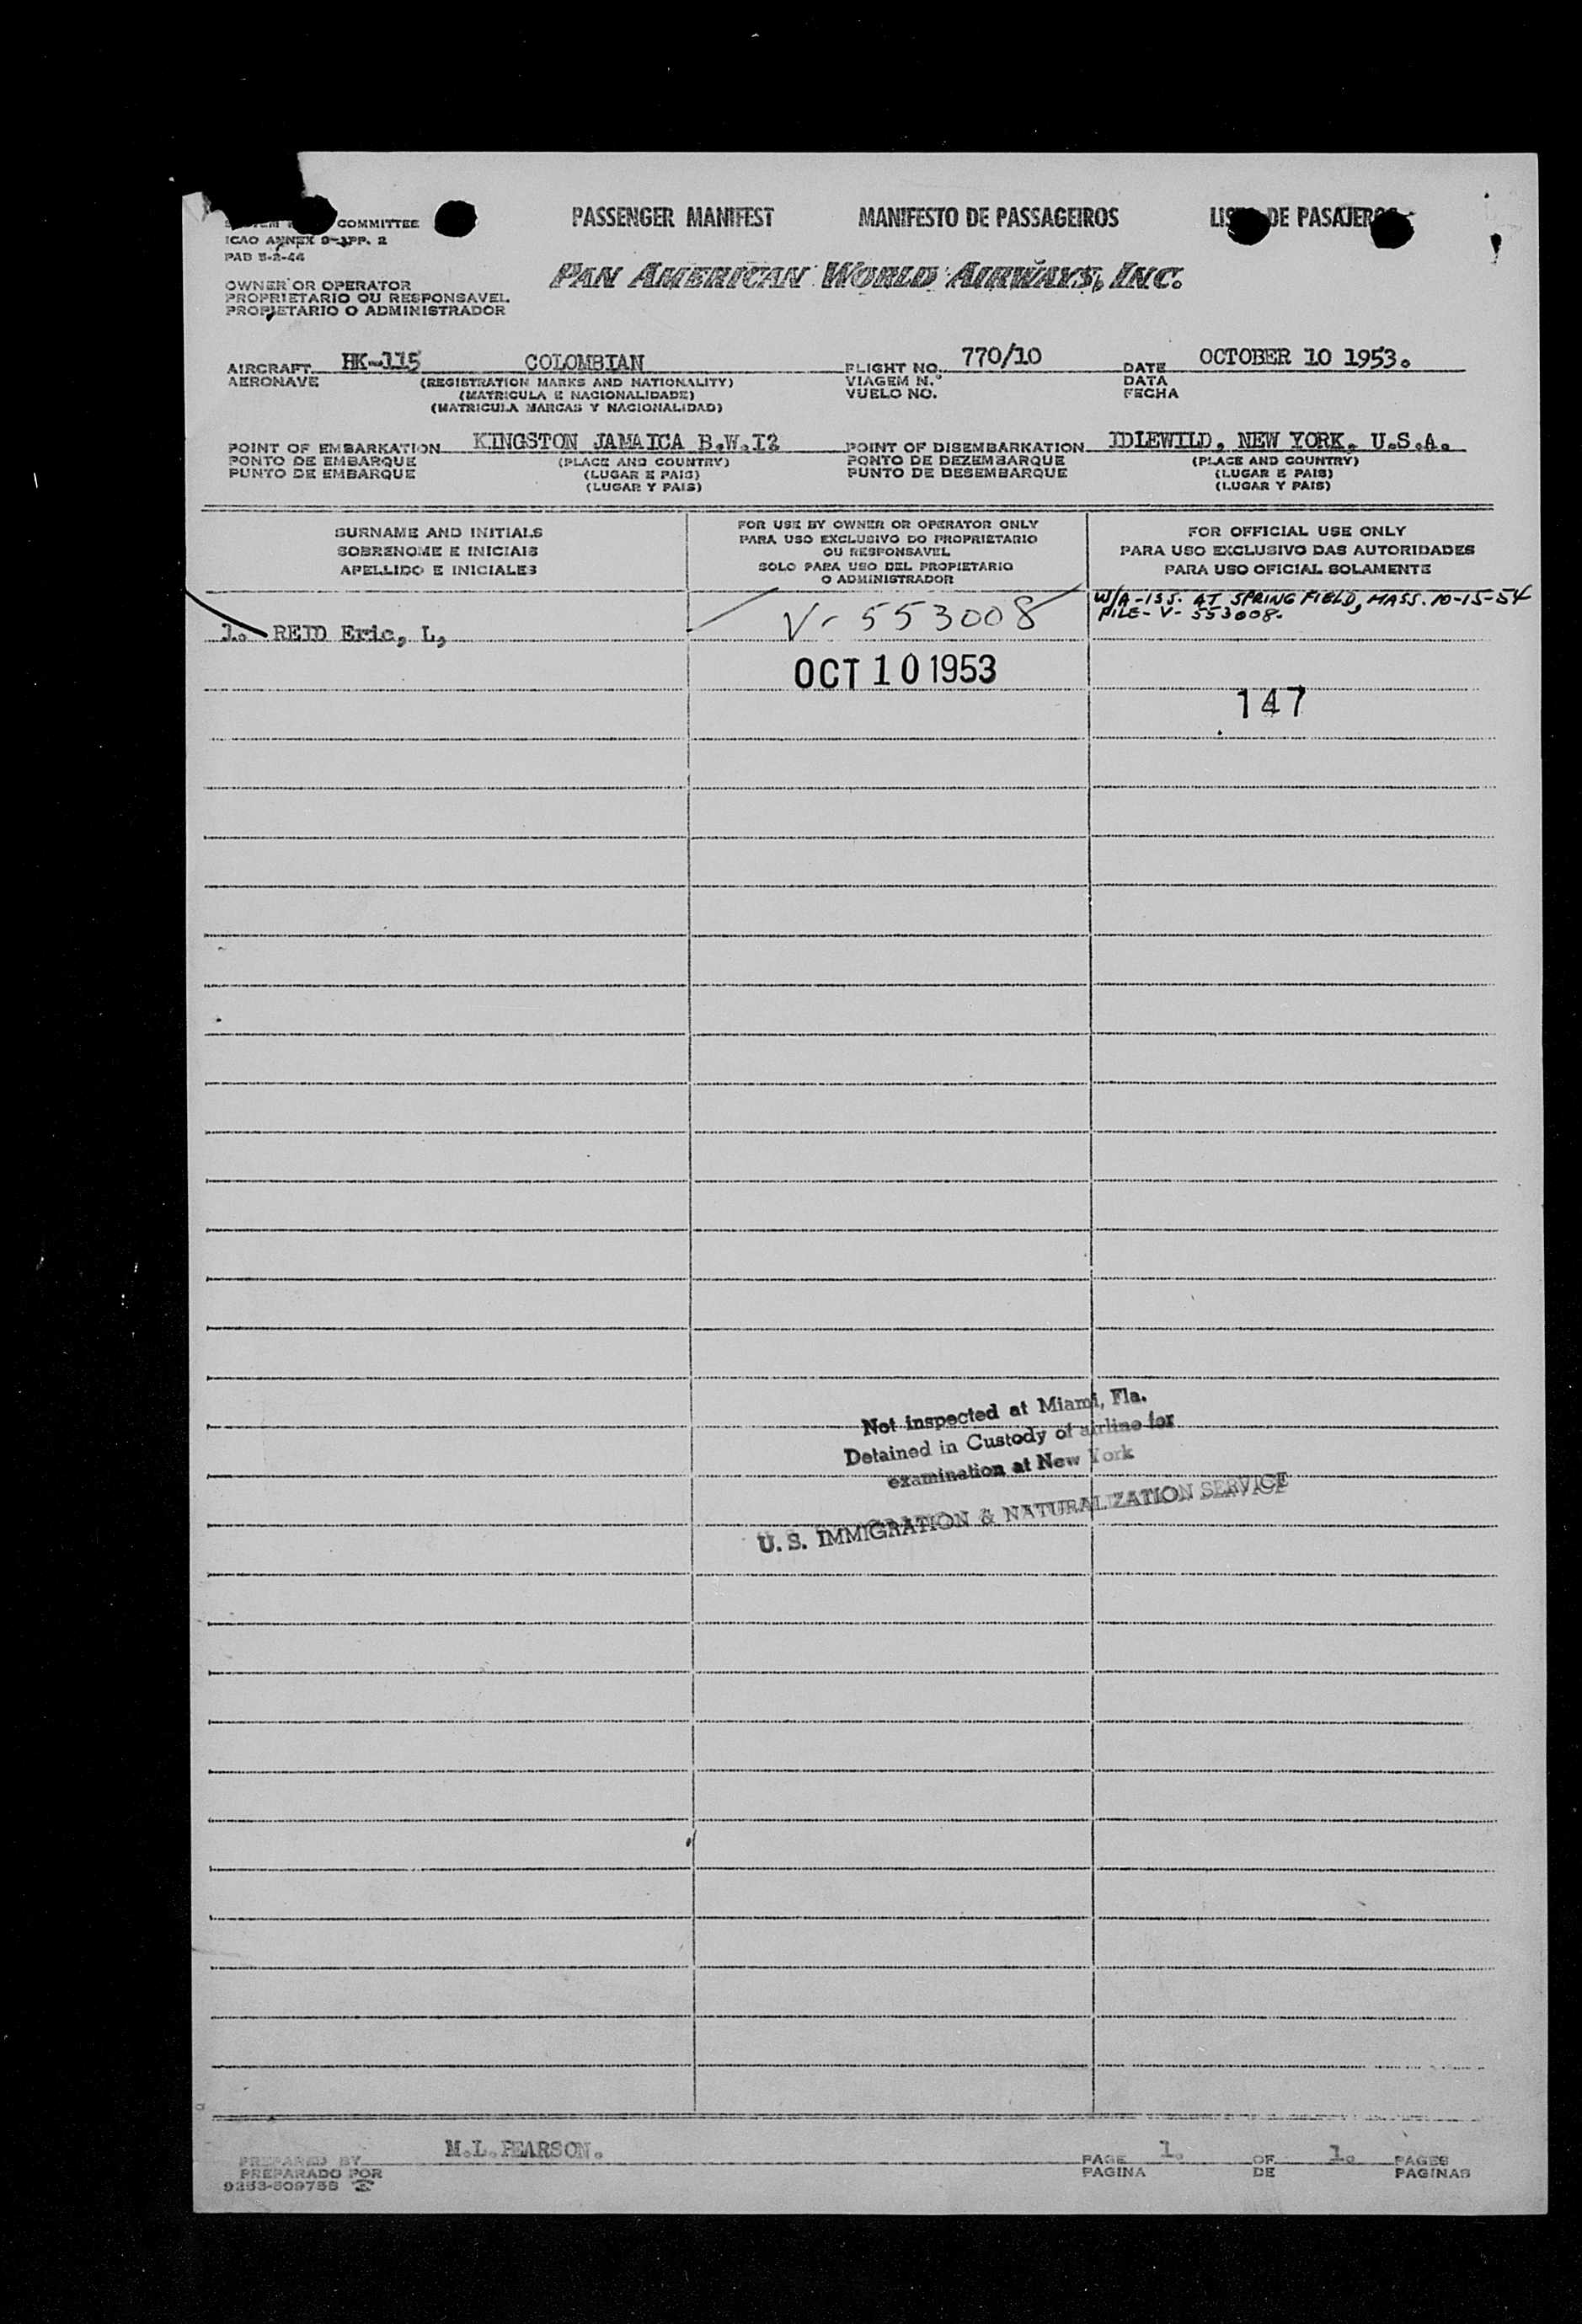 COMMITTEE
PASSENGER MANIFEST MANIFESTO DE PASSAGEIROS DE PASAJEROS
ICAO ANNEX 9-APP. 2
PAD 5-2-46
PAN AMERICAN WORLD AIRWAYS, INC.
OWNER OR OPERATOR
PROPRIETARIO OU RESPONSAVEL
PROPIETARIO O ADMINISTRADOR
AIRCRAFT HK-115 COLOMBIAN FLIGHT NO. 770/10 DATE OCTOBER 10 1953.
AERONAVE (REGISTRATION MARKS AND NATIONALITY) VIAGEM N.º DATA
(MATRICULA E NACIONALIDADE) VUELO NO. FECHA
(MATRICULA MARCAS Y NACIONALIDAD)
POINT OF EMBARKATION KINGSTON JAMAICA B.W.I2 POINT OF DISEMBARKATION IDLEWILD, NEW YORK. U.S.A.
PONTO DE EMBARQUE (PLACE AND COUNTRY) PONTO DE DEZEMBARQUE (PLACE AND COUNTRY)
PUNTO DE EMBARQUE (LUGAR E PAIS) PUNTO DE DESEMBARQUE (LUGAR E PAIS)
(LUGAR Y PAIS) (LUGAR Y PAIS)
SURNAME AND INITIALS
SOBRENOME E INICIAIS
APELLIDO E INICIALES
FOR USE BY OWNER OR OPERATOR ONLY
PARA USO EXCLUSIVO DO PROPRIETARIO
OU RESPONSAVEL
SOLO PARA USO DEL PROPIETARIO
O ADMINISTRADOR
FOR OFFICIAL USE ONLY
PARA USO EXCLUSIVO DAS AUTORIDADES
PARA USO OFICIAL SOLAMENTE
1. REID Eric, L,
V- 553008
W/A-ISS. AT SPRINGFIELD, MASS. 10-15-54
FILE- V- 553008-
OCT 10 1953
147
Not inspected at Miami, Fla.
Detained in Custody of airline for
examination at New York
U. S. IMMIGRATION & NATURALIZATION SERVICE
PREPARED BY M.L.PEARSON. PAGE 1. OF 1. PAGES
PREPARADO POR PAGINA DE PAGINAS